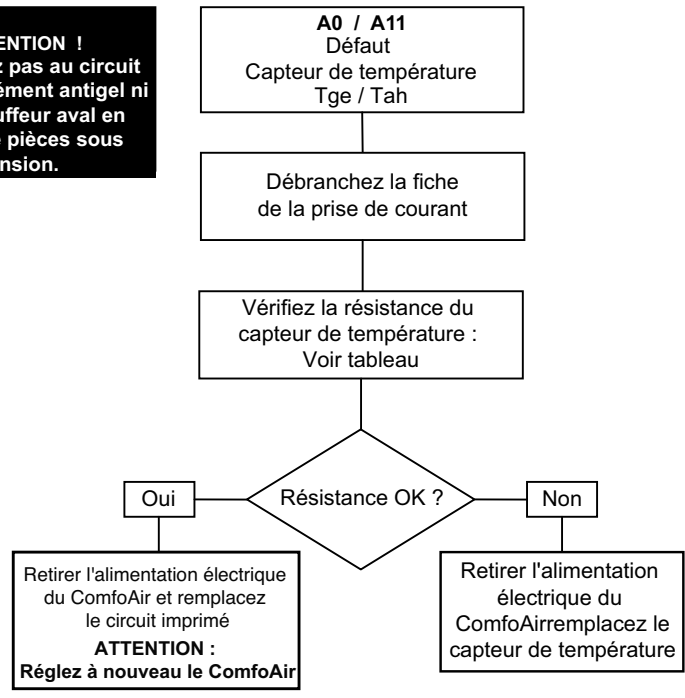 ENTION !
pas au circuit
antigel ni
aval en
pièces sous
A0 / A11
Défaut
Capteur de température
Tge / Tah
Débranchez la fiche
de la prise de courant
Vérifiez la résistance du
capteur de température :
Voir tableau
Résistance OK ?
Oui
Non
Retirer l'alimentation électrique
du ComfoAir et remplacez
le circuit imprimé
ATTENTION :
Réglez à nouveau le ComfoAir
Retirer l'alimentation
électrique du
ComfoAirremplacez le
capteur de température